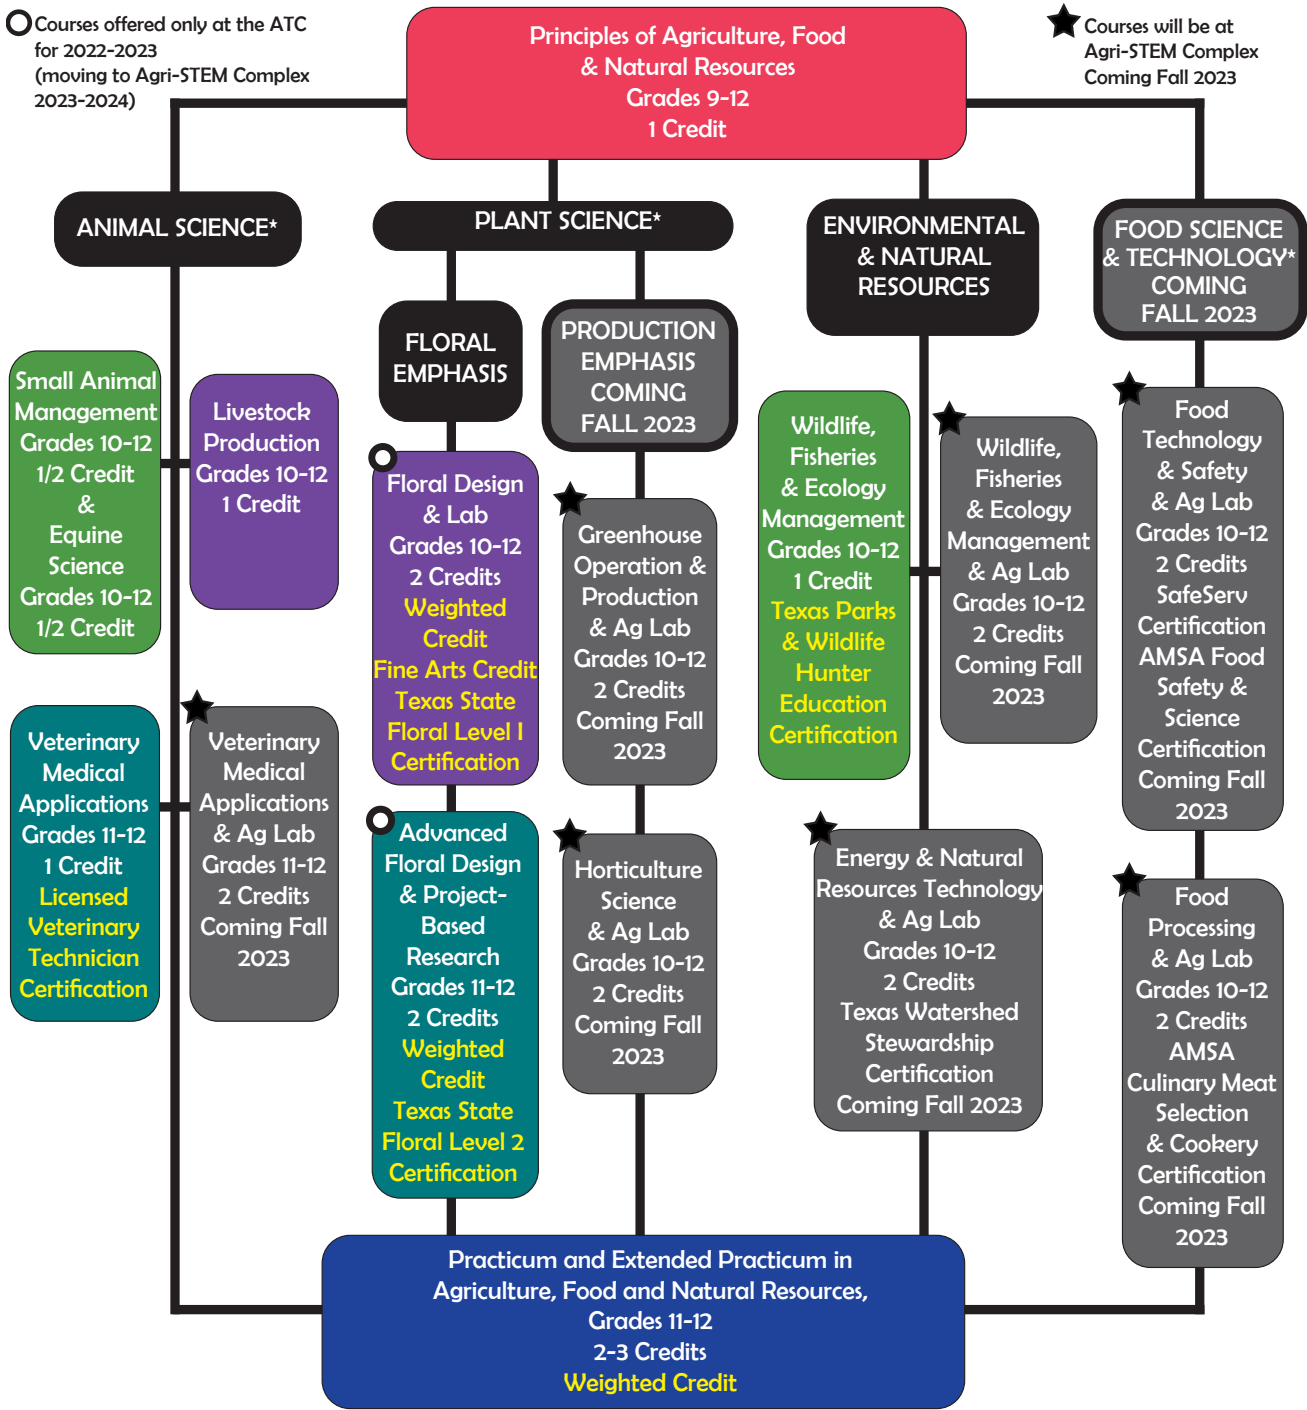 Courses offered only at the ATC
for 2022-2023
(moving to Agri-STEM Complex
2023-2024)
Principles of Agriculture, Food
& Natural Resources
Grades 9-12
1 Credit
Courses will be at
Agri-STEM Complex
Coming Fall 2023
ANIMAL SCIENCE*
Small Animal
Management
Grades 10-12
1/2 Credit
&
Equine
Science
Grades 10-12
1/2 Credit
Livestock
Production
Grades 10-12
1 Credit
Veterinary
Medical
Applications
Grades 11-12
1 Credit
Licensed
Veterinary
Technician
Certification
Veterinary
Medical
Applications
& Ag Lab
Grades 11-12
2 Credits
Coming Fall
2023
PLANT SCIENCE*
FLORAL
EMPHASIS
Floral Design
& Lab
Grades 10-12
2 Credits
Weighted
Credit
Fine Arts Credit
Texas State
Floral Level I
Certification
Advanced
Floral Design
& Project-
Based
Research
Grades 11-12
2 Credits
Weighted
Credit
Texas State
Floral Level 2
Certification
PRODUCTION
EMPHASIS
COMING
FALL 2023
Greenhouse
Operation &
Production
& Ag Lab
Grades 10-12
2 Credits
Coming Fall
2023
Horticulture
Science
& Ag Lab
Grades 10-12
2 Credits
Coming Fall
2023
ENVIRONMENTAL
& NATURAL
RESOURCES
Wildlife,
Fisheries
& Ecology
Management
Grades 10-12
1 Credit
Texas Parks
& Wildlife
Hunter
Education
Certification
Wildlife,
Fisheries
& Ecology
Management
& Ag Lab
Grades 10-12
2 Credits
Coming Fall
2023
Energy & Natural
Resources Technology
& Ag Lab
Grades 10-12
2 Credits
Texas Watershed
Stewardship
Certification
Coming Fall 2023
FOOD SCIENCE
& TECHNOLOGY*
COMING
FALL 2023
Food
Technology
& Safety
& Ag Lab
Grades 10-12
2 Credits
SafeServ
Certification
AMSA Food
Safety &
Science
Certification
Coming Fall
2023
Food
Processing
& Ag Lab
Grades 10-12
2 Credits
AMSA
Culinary Meat
Selection
& Cookery
Certification
Coming Fall
2023
Practicum and Extended Practicum in
Agriculture, Food and Natural Resources,
Grades 11-12
2-3 Credits
Weighted Credit